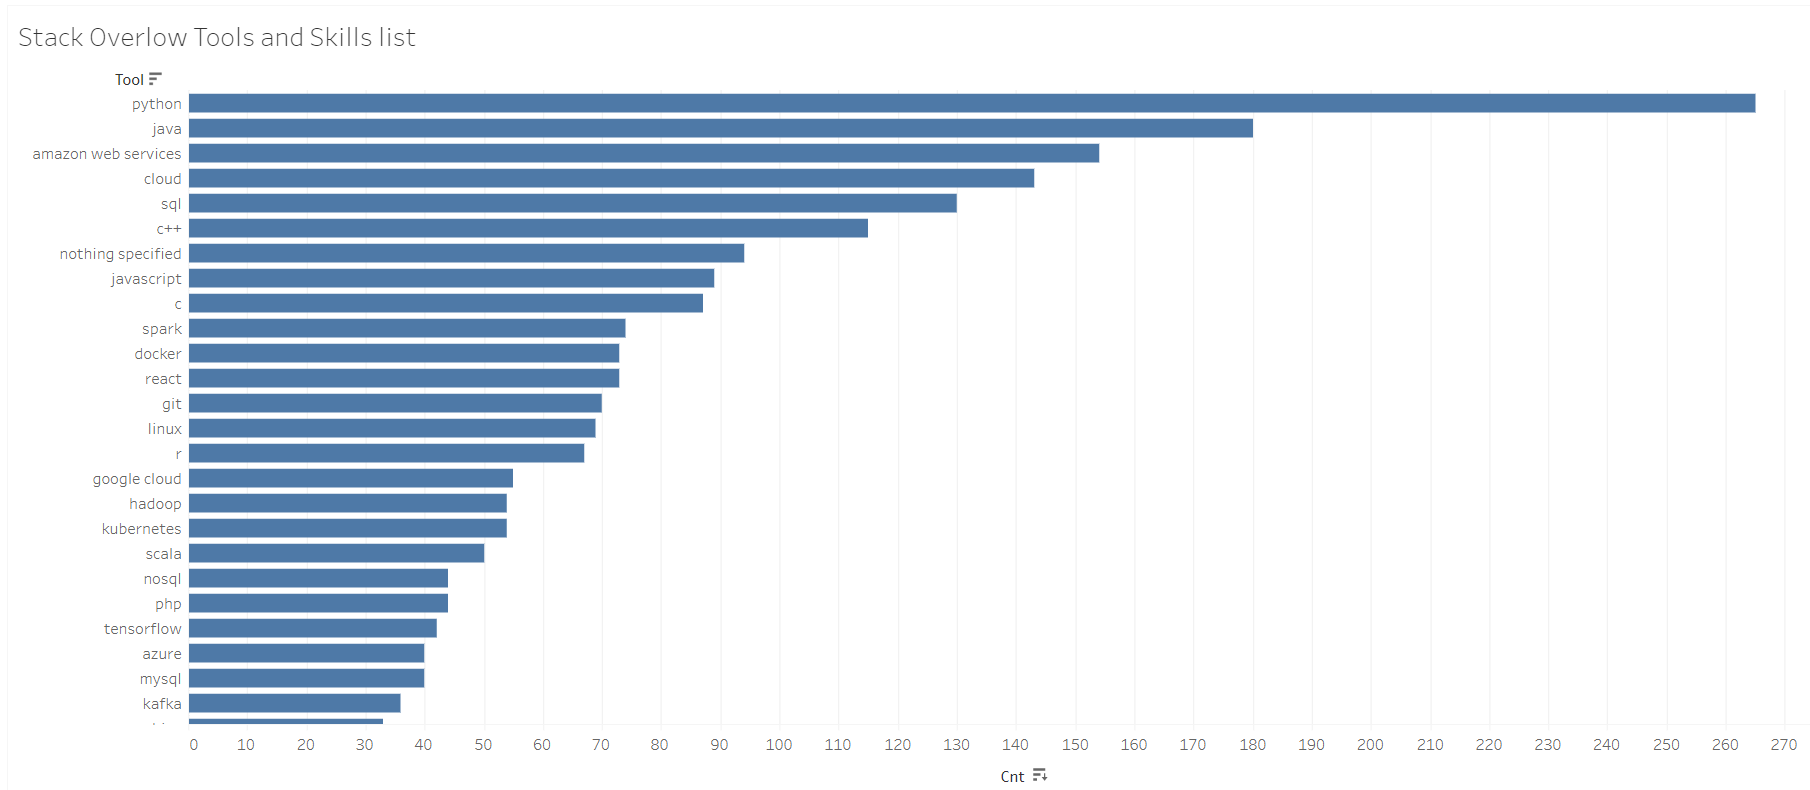 Stack Overlow Tools and Skills list
Tool
python
java
amazon web services
cloud
sql
c++
nothing specified
javascript
c
spark
docker
react
git
linux
r
google cloud
hadoop
kubernetes
scala
nosql
php
tensorflow
azure
mysql
kafka
0 10 20 30 40 50 60 70 80 90 100 110 120 130 140 150 160 170 180 190 200 210 220 230 240 250 260 270
Cnt